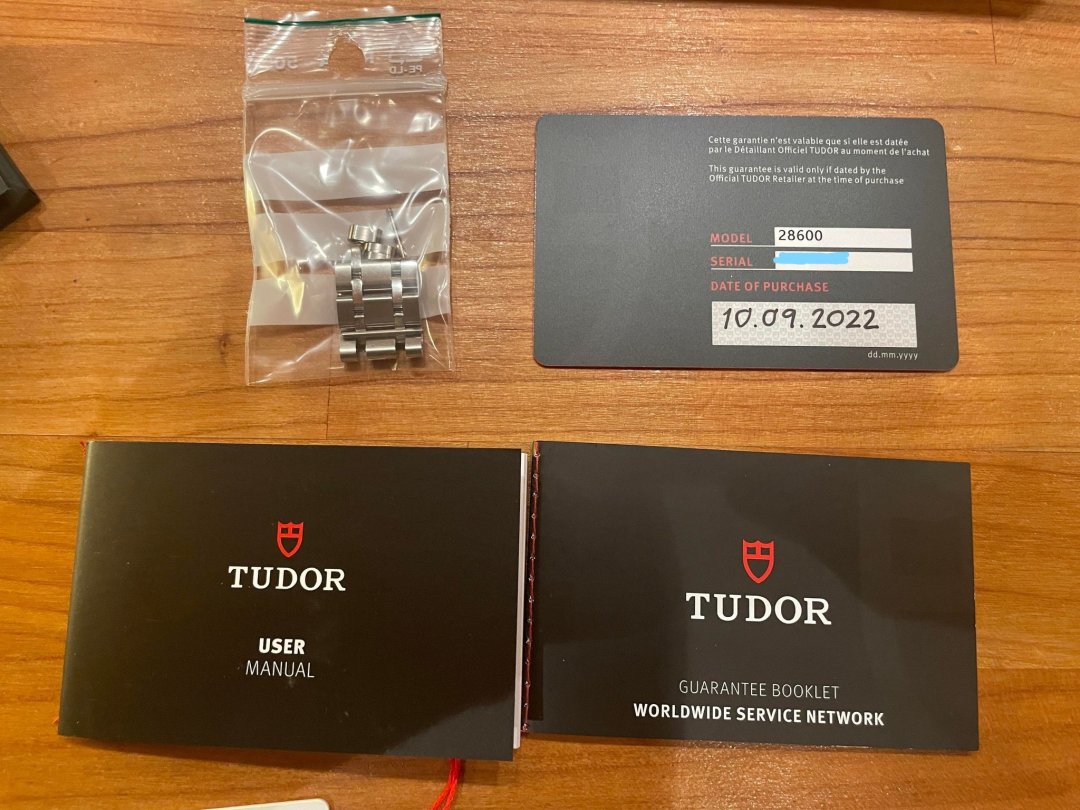 PE-LD
Cette garantie n'est valable que si elle est datée
par le Détaillant Officiel TUDOR au moment de l'achat
This guarantee is valid only if dated by the
Official TUDOR Retailer at the time of purchase
MODEL 28600
SERIAL
DATE OF PURCHASE
10.09.2022
dd.mm.yyyy
TUDOR
USER
MANUAL
TUDOR
GUARANTEE BOOKLET
WORLDWIDE SERVICE NETWORK